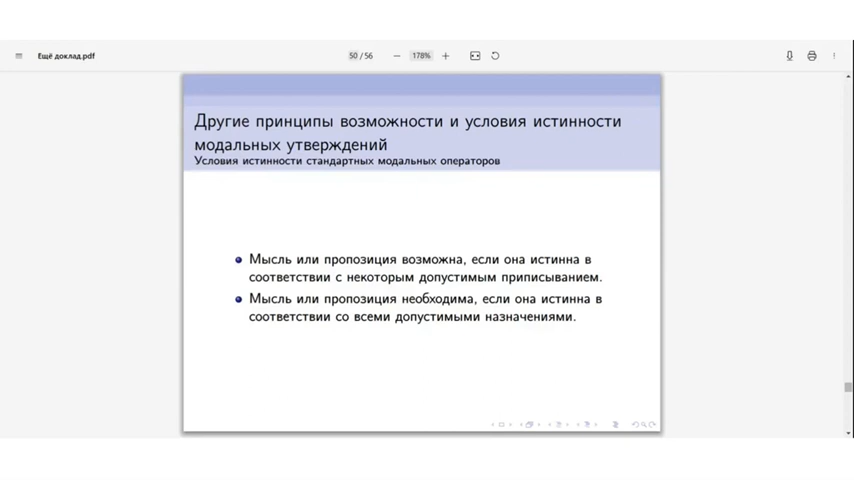 Ещё доклад.pdf
50 / 56
178%
Другие принципы возможности и условия истинности
модальных утверждений
Условия истинности стандартных модальных операторов
Мысль или пропозиция возможна, если она истинна в
соответствии с некоторым допустимым приписыванием.
Мысль или пропозиция необходима, если она истинна в
соответствии со всеми допустимыми назначениями.